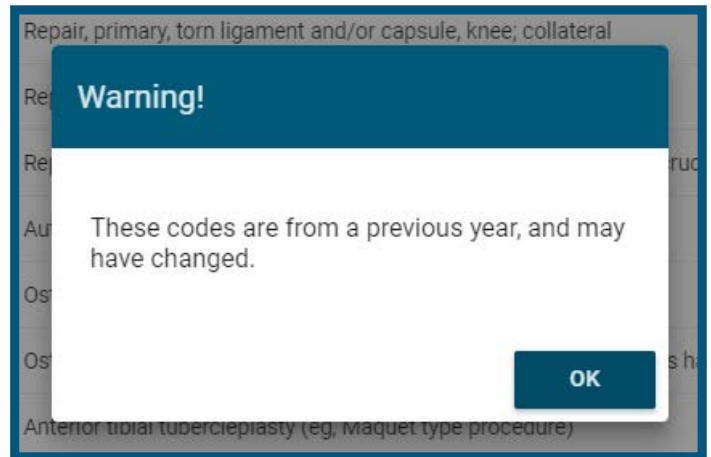 Repair, primary, torn ligament and/or capsule, knee; collateral
Warning!
These codes are from a previous year, and may
have changed.
OK
Anterior tibial tubercleplasty (eg, Maquet type procedure)